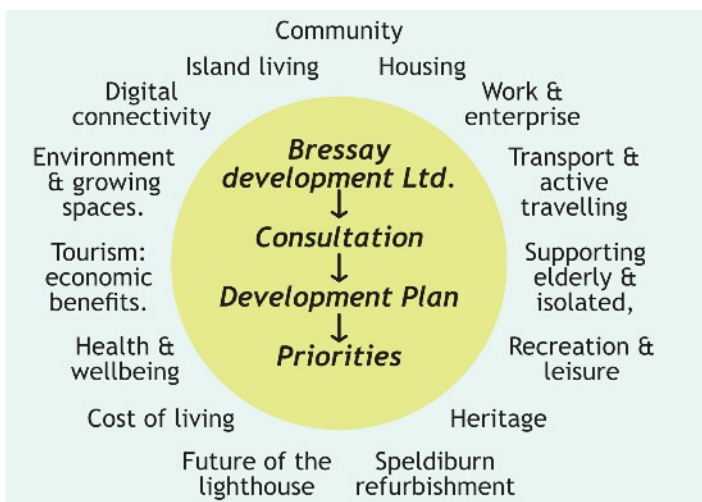 Community
Island living
Housing
Digital
connectivity
Work &
enterprise
Environment
& growing
spaces.
Bressay
development Ltd.
↓
Consultation
↓
Development Plan
↓
Priorities
Transport &
active
travelling
Tourism:
economic
benefits.
Supporting
elderly &
isolated,
Health &
wellbeing
Recreation &
leisure
Cost of living
Heritage
Future of the
lighthouse
Speldiburn
refurbishment